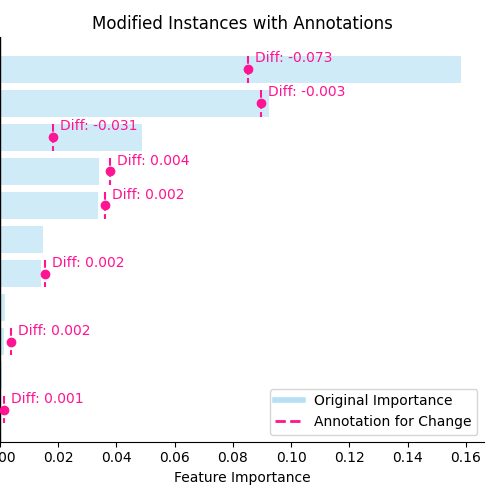 Modified Instances with Annotations
Diff: -0.073
Diff: -0.003
Diff: -0.031
Diff: 0.004
Diff: 0.002
Diff: 0.002
Diff: 0.002
Diff: 0.001
Original Importance
Annotation for Change
00 0.02 0.04 0.06 0.08 0.10 0.12 0.14 0.16
Feature Importance